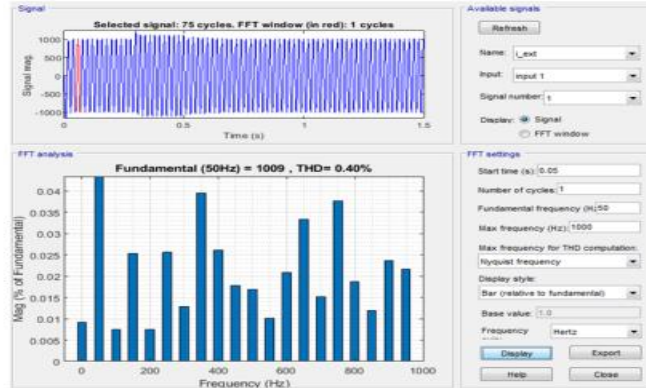 Signal
Selected signal: 75 cycles. FFT window (in red): 1 cycles
1000
500
0
-500
-1000
Signal mag.
0
0.5
1
1.5
Time (s)
FFT analysis
Fundamental (50Hz) = 1009 , THD= 0.40%
0.04
0.035
0.03
0.025
0.02
0.015
0.01
0.005
0
Mag (% of Fundamental)
0
200
400
600
800
1000
Frequency (Hz)
Available signals
Refresh
Name:
i_ext
Input:
input 1
Signal number:
1
Display:
Signal
FFT window
FFT settings
Start time (s):
0.05
Number of cycles:
1
Fundamental frequency (H
50
Max frequency (Hz):
1000
Max frequency for THD computation:
Nyquist frequency
Display style:
Bar (relative to fundamental)
Base value:
1.0
Frequency
Hertz
Display
Export
Help
Close